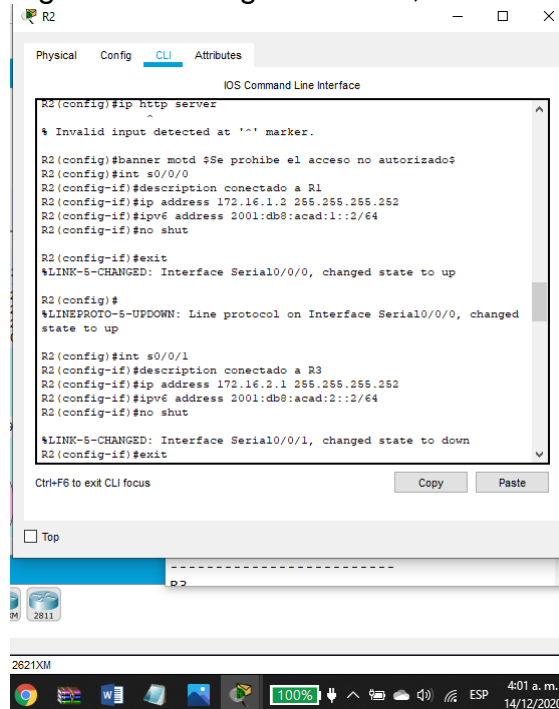 R2
Physical Config CLI Attributes
IOS Command Line Interface
R2(config)#ip http server
^
% Invalid input detected at '^' marker.
R2(config)#banner motd $Se prohibe el acceso no autorizado$
R2(config)#int s0/0/0
R2(config-if)#description conectado a R1
R2(config-if)#ip address 172.16.1.2 255.255.255.252
R2(config-if)#ipv6 address 2001:db8:acad:1::2/64
R2(config-if)#no shut
R2(config-if)#exit
%LINK-5-CHANGED: Interface Serial0/0/0, changed state to up
R2(config)#
%LINEPROTO-5-UPDOWN: Line protocol on Interface Serial0/0/0, changed
state to up
R2(config)#int s0/0/1
R2(config-if)#description conectado a R3
R2(config-if)#ip address 172.16.2.1 255.255.255.252
R2(config-if)#ipv6 address 2001:db8:acad:2::2/64
R2(config-if)#no shut
%LINK-5-CHANGED: Interface Serial0/0/1, changed state to down
R2(config-if)#exit
Ctrl+F6 to exit CLI focus
Copy Paste
Top
-------------------------
2811
2621XM
100% ESP 4:01 a. m.
14/12/2020